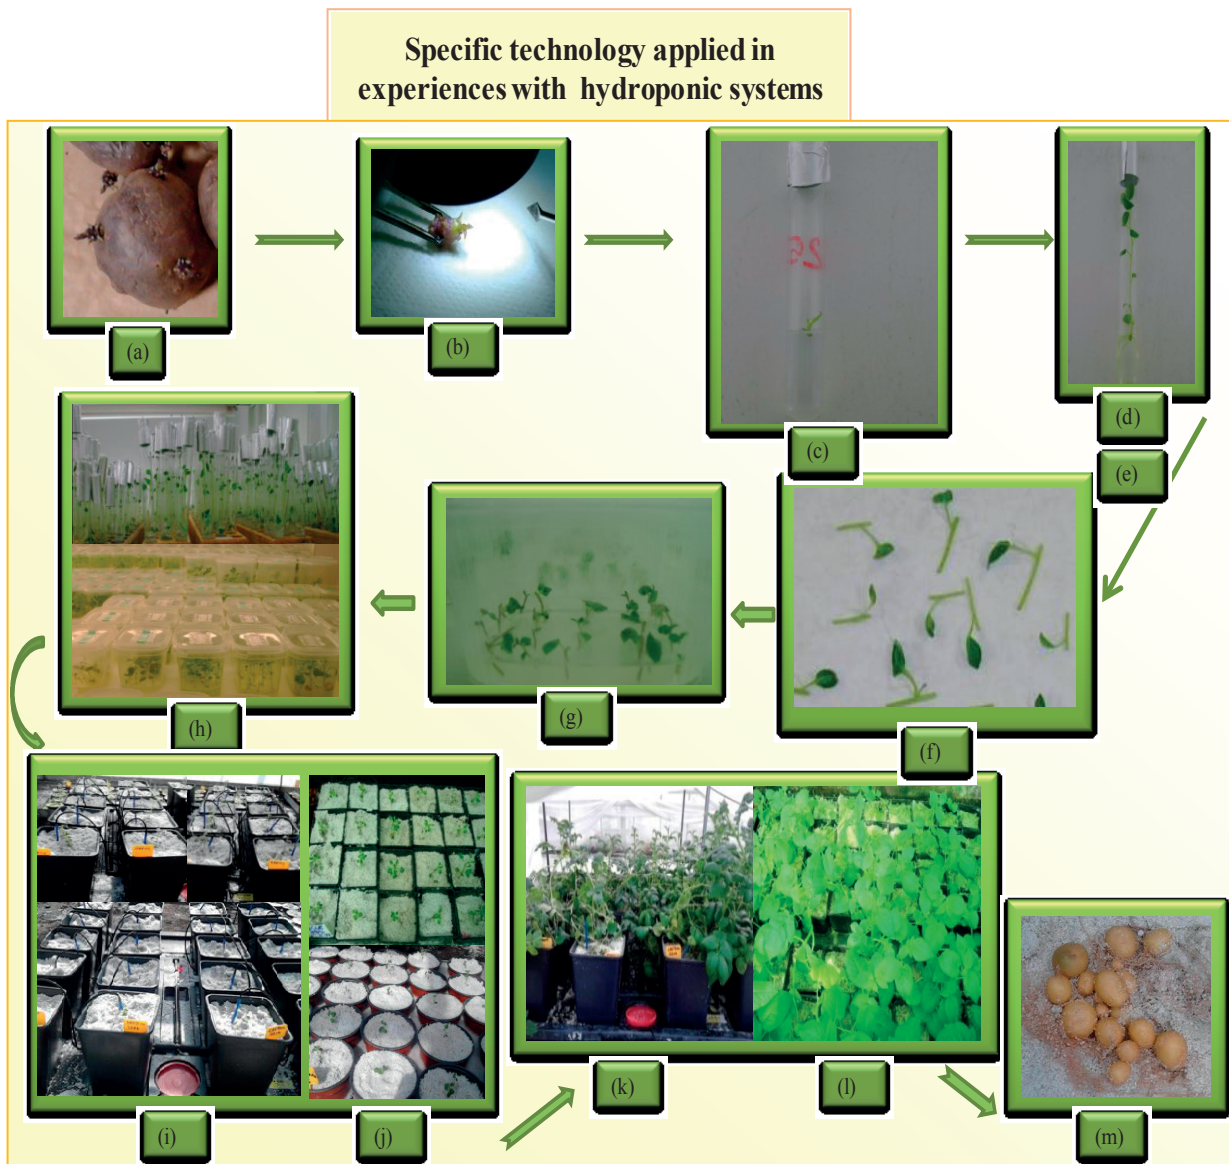 Specific technology applied in
experiences with hydroponic systems
(a)
(b)
(c)
(d)
(e)
(f)
(g)
(h)
(i)
(j)
(k)
(l)
(m)